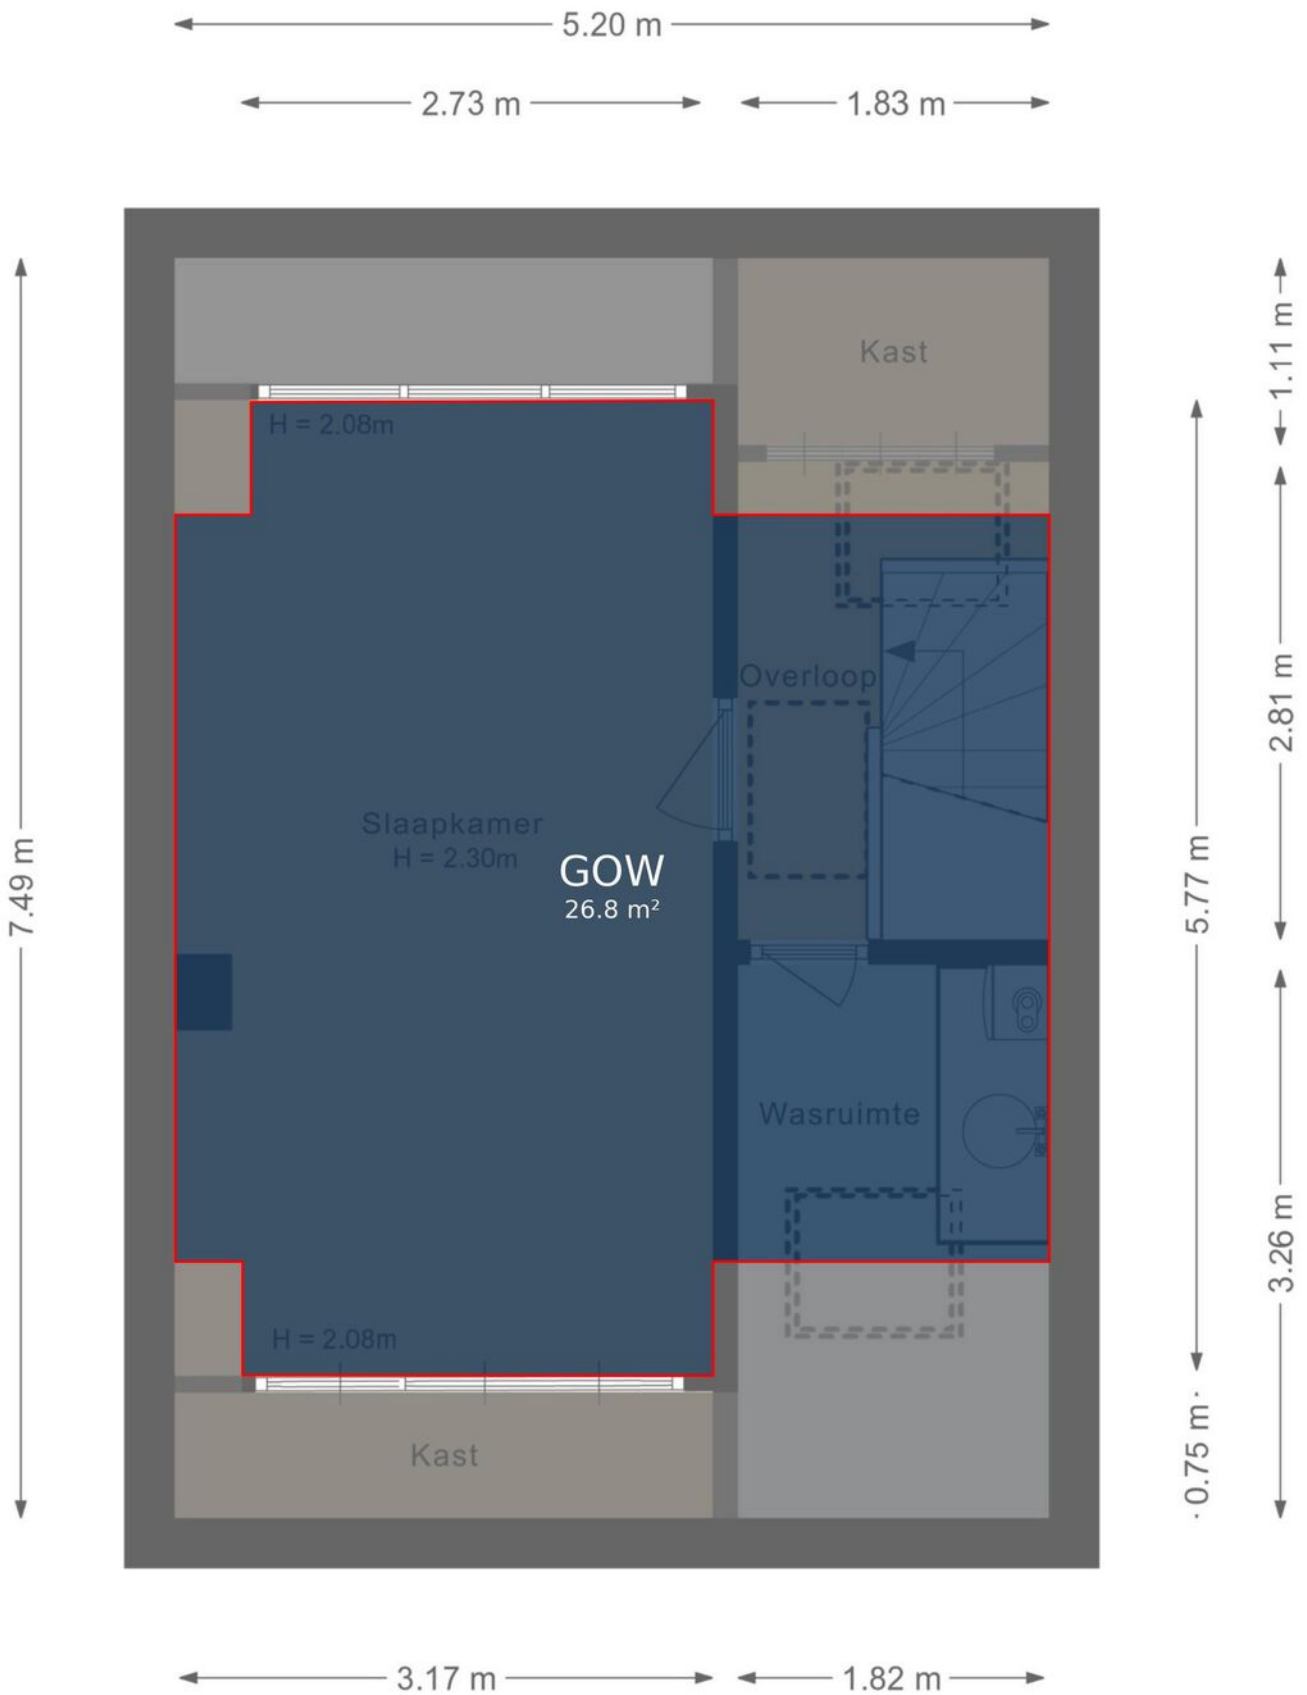 5.20 m
2.73 m
1.83 m
Kast
1.11 m
H = 2.08m
Overloop
2.81 m
Slaapkamer
H = 2.30m
GOW
26.8 m²
7.49 m
5.77 m
Wasruimte
3.26 m
H = 2.08m
Kast
0.75 m
3.17 m
1.82 m